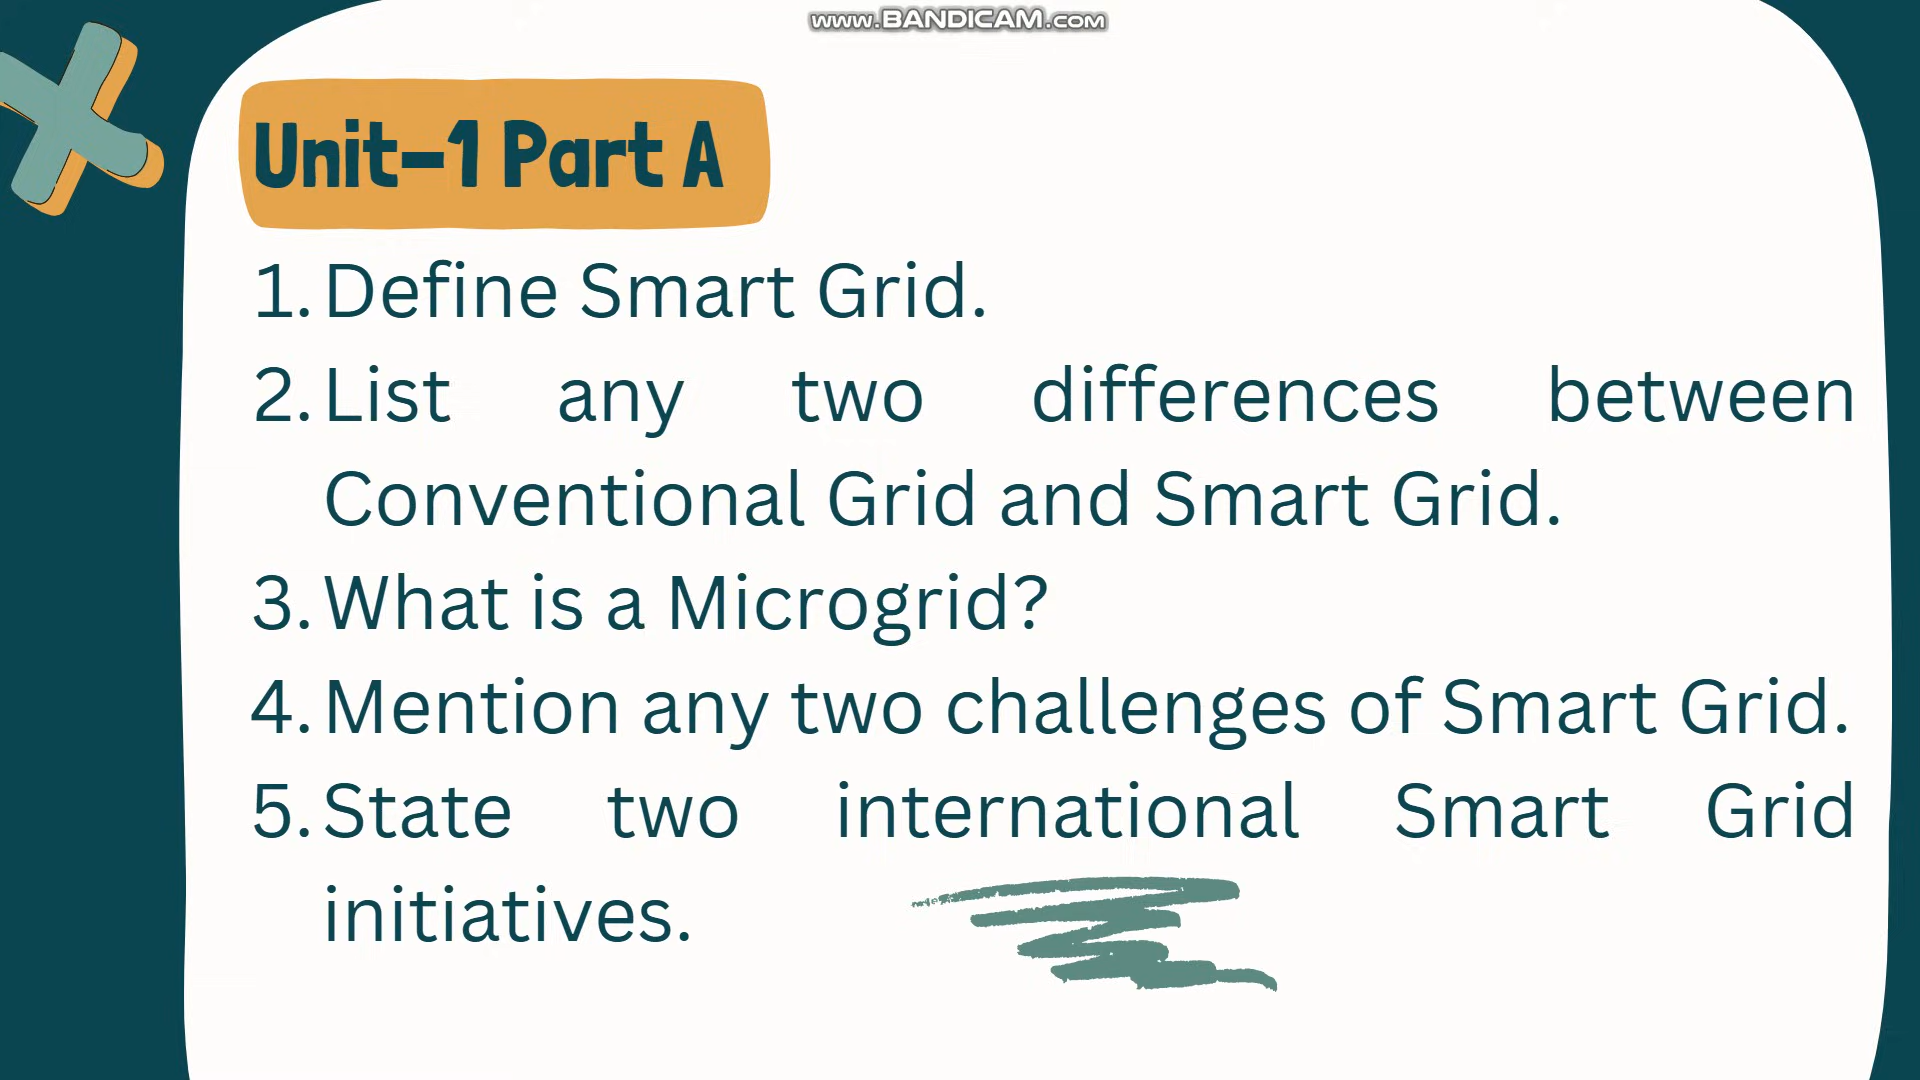 www.BANDICAM.com
Unit-1 Part A
1. Define Smart Grid.
2. List any two differences between
Conventional Grid and Smart Grid.
3. What is a Microgrid?
4. Mention any two challenges of Smart Grid.
5. State two international Smart Grid
initiatives.